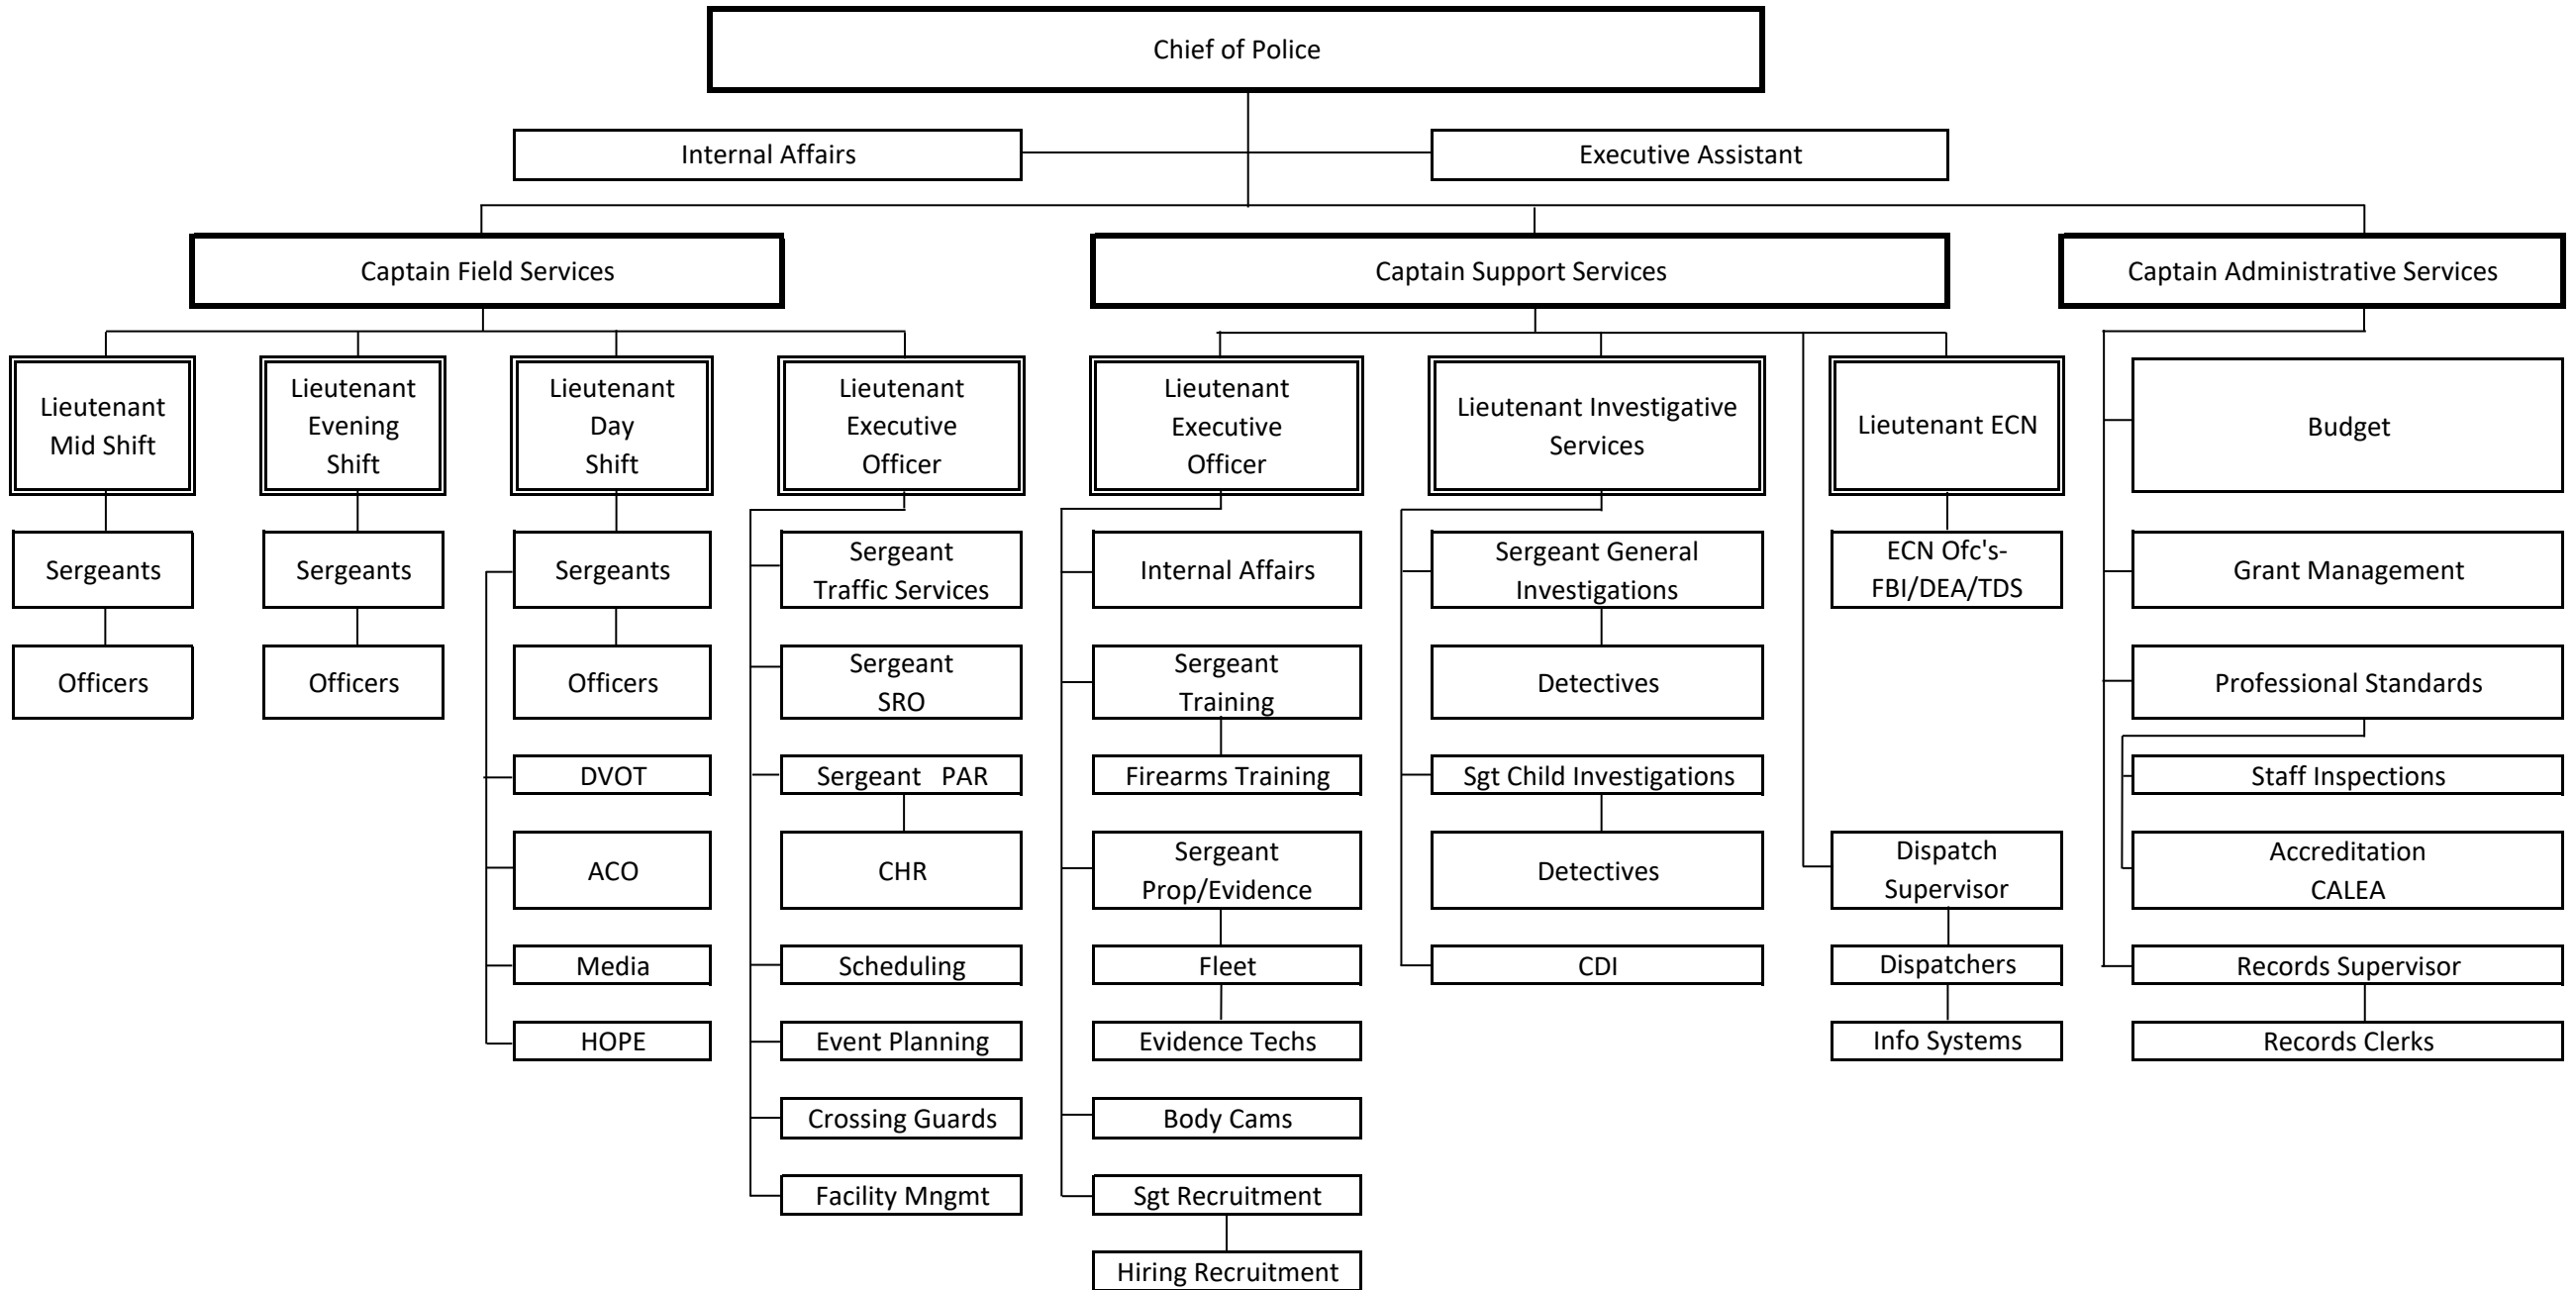 Chief of Police
Internal Affairs
Executive Assistant
Captain Field Services
Captain Support Services
Captain Administrative Services
Lieutenant
Mid Shift
Lieutenant
Evening
Shift
Lieutenant
Day
Shift
Lieutenant
Executive
Officer
Lieutenant
Executive
Officer
Lieutenant Investigative
Services
Lieutenant ECN
Budget
Sergeants
Sergeants
Sergeants
Sergeant
Traffic Services
Internal Affairs
Sergeant General
Investigations
ECN Ofc's-
FBI/DEA/TDS
Grant Management
Officers
Officers
Officers
Sergeant
SRO
Sergeant
Training
Detectives
Professional Standards
DVOT
Sergeant   PAR
Firearms Training
Sgt Child Investigations
Staff Inspections
ACO
CHR
Sergeant
Prop/Evidence
Detectives
Dispatch
Supervisor
Accreditation
CALEA
Media
Scheduling
Fleet
CDI
Dispatchers
Records Supervisor
HOPE
Event Planning
Evidence Techs
Info Systems
Records Clerks
Crossing Guards
Body Cams
Facility Mngmt
Sgt Recruitment
Hiring Recruitment